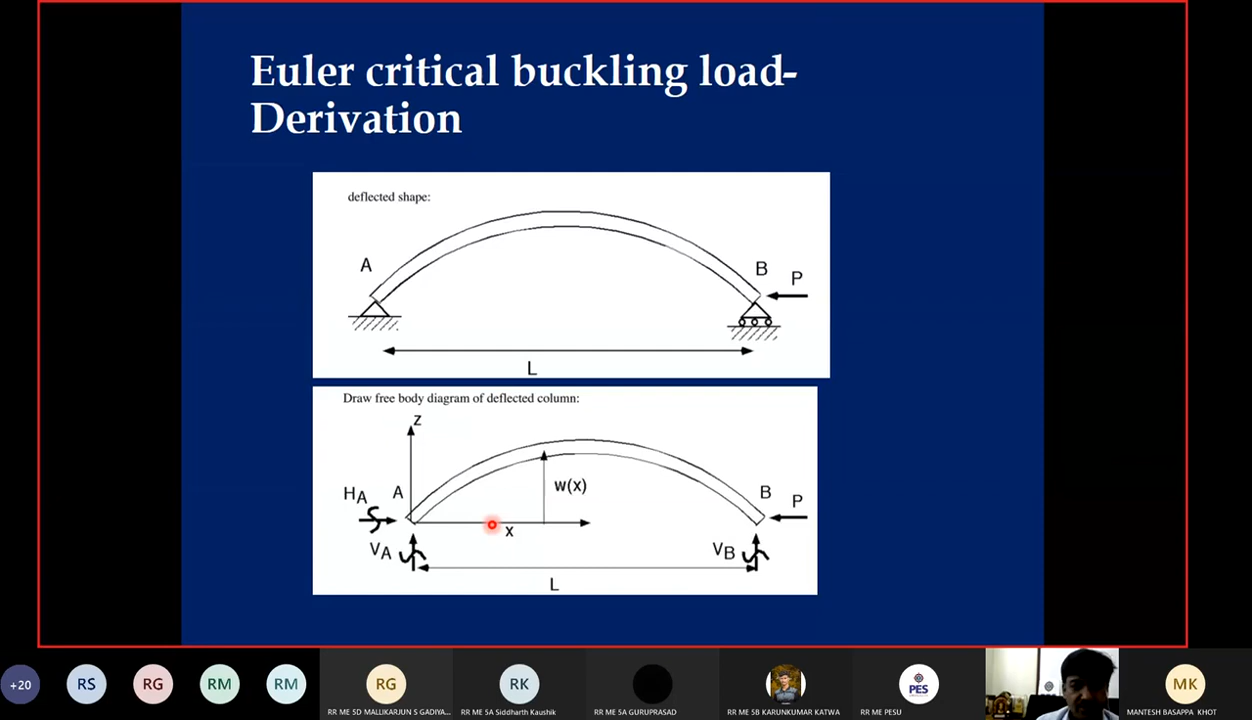 Euler critical buckling load-
Derivation
deflected shape:
A
B
P
L
Draw free body diagram of deflected column:
z
HA
A
w(x)
B
P
x
VA
VB
L
+20
RS
RG
RM
RM
RG
RR ME 5D MALLIKARJUN S GADIYA...
RK
RR ME 5A Siddharth Kaushik
RR ME 5A GURUPRASAD
RR ME 5B KARUNKUMAR KATWA
PES
RR ME PESU
MK
MANTESH BASAPPA KHOT